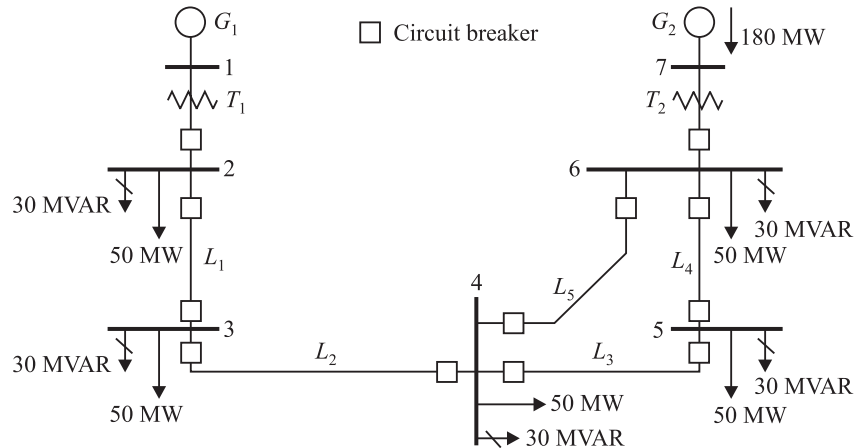 G1
Circuit breaker
G2
180 MW
1
7
T1
T2
2
6
30 MVAR
50 MW
30 MVAR
50 MW
L1
L4
4
L5
3
5
30 MVAR
50 MW
L2
L3
30 MVAR
50 MW
50 MW
30 MVAR